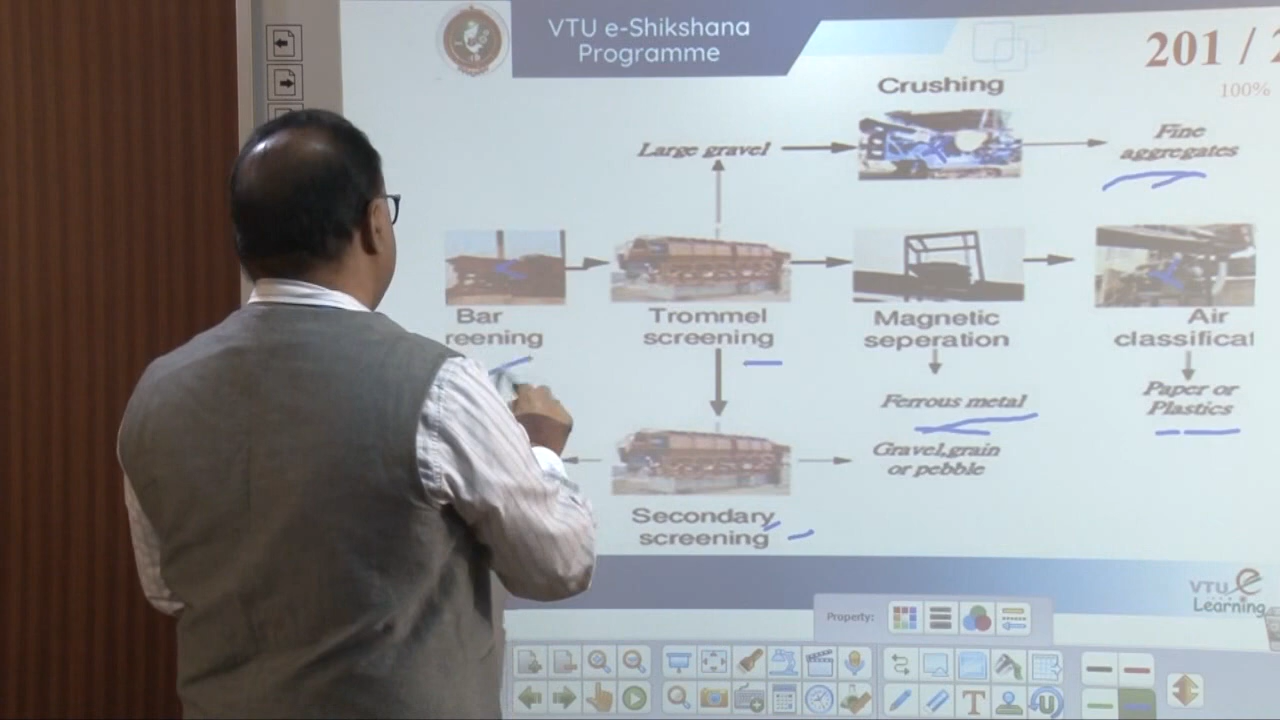 VTU e-Shikshana
Programme
201 / 2
100%
Crushing
Large gravel
Fine
aggregates
Bar
reening
Trommel
screening
Magnetic
seperation
Air
classificat
Ferrous metal
Paper or
Plastics
Gravel,grain
or pebble
Secondary
screening
VTU e
Learning
Property:
T